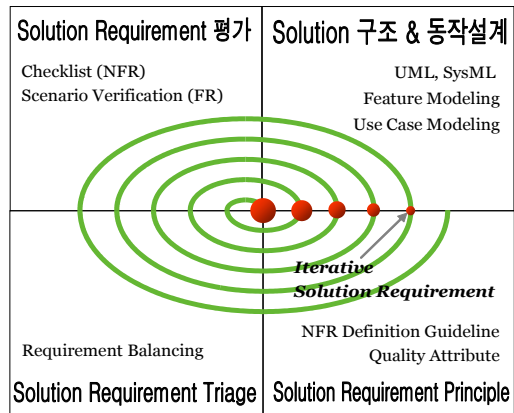 Solution Requirement 평가
Checklist (NFR)
Scenario Verification (FR)
Solution 구조 & 동작설계
UML, SysML
Feature Modeling
Use Case Modeling
Iterative
Solution Requirement
Requirement Balancing
Solution Requirement Triage
NFR Definition Guideline
Quality Attribute
Solution Requirement Principle